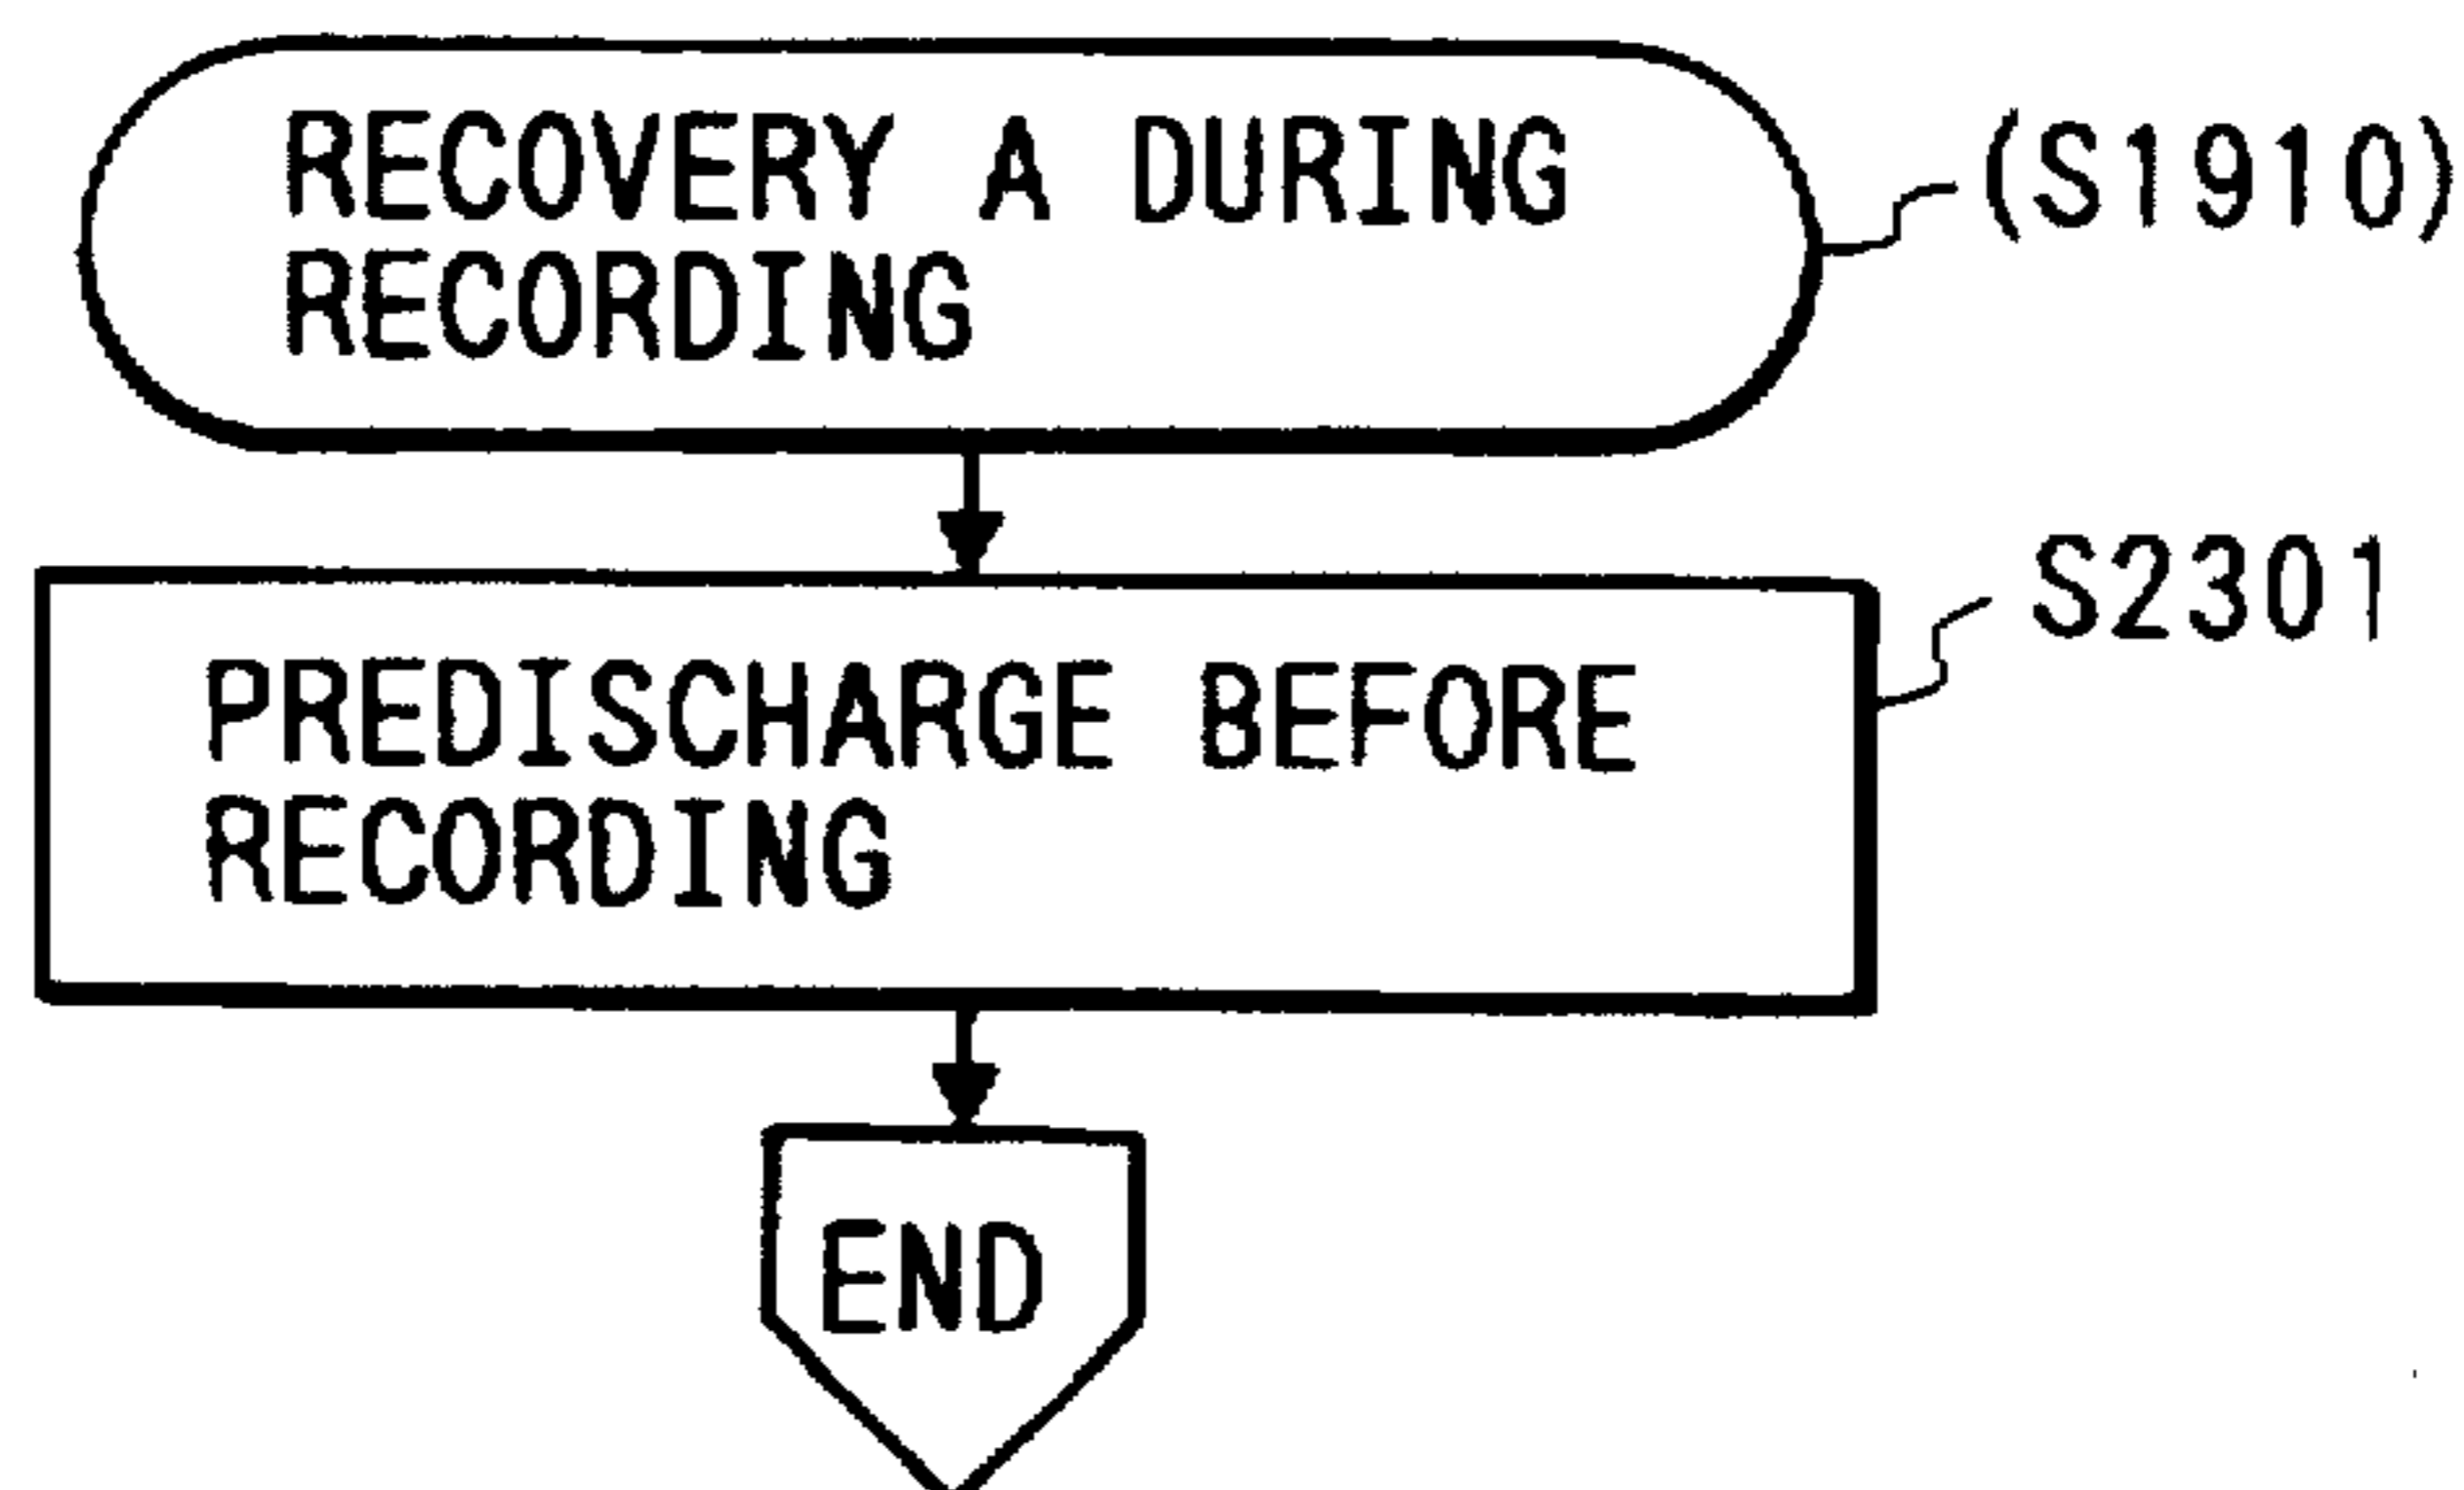 RECOVERY A DURING
RECORDING
(S1910)
PREDISCHARGE BEFORE
RECORDING
S2301
END